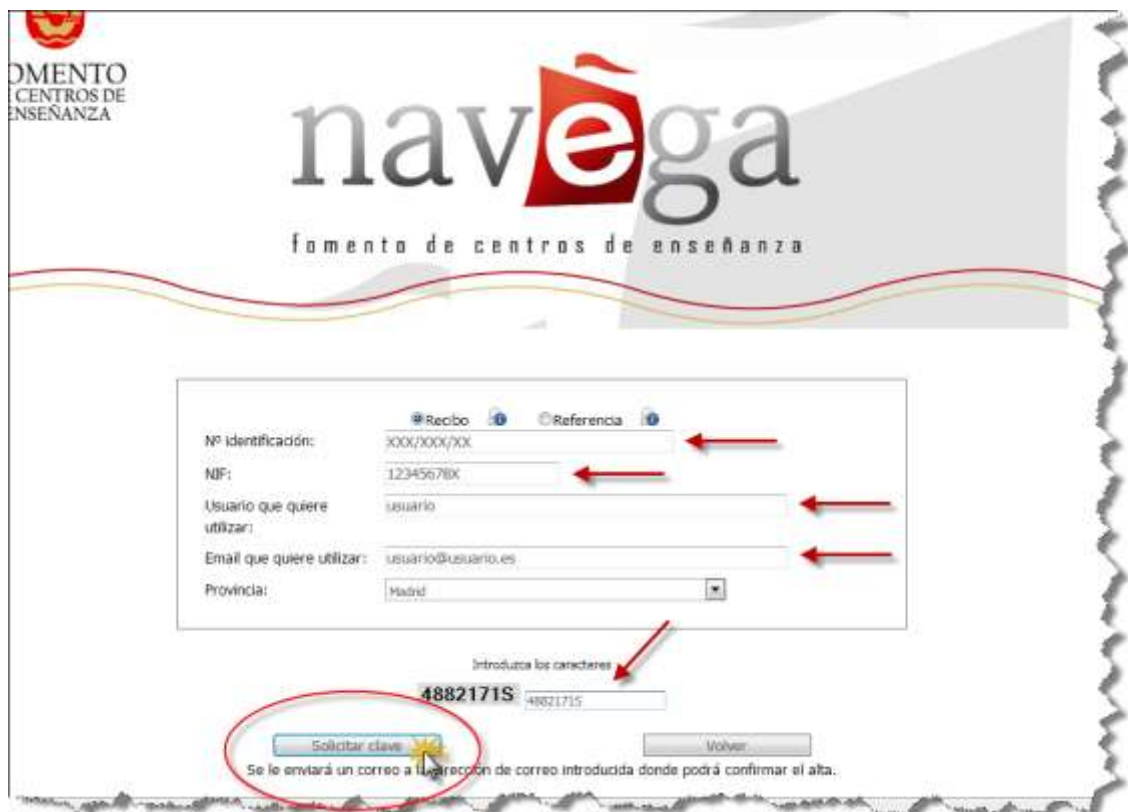 OMENTO
CENTROS DE
ENSEÑANZA
navèga
fomento de centros de enseñanza
Recibo Referencia
Nº identificación: XXX/XXX/XX
NIF: 12345678X
Usuario que quiere usuario
utilizar:
Email que quiere utilizar: usuario@usuario.es
Provincia: Madrid
Introduzca los caracteres
4882171S 4882171S
Solicitar clave Volver
Se le enviará un correo a la dirección de correo introducida donde podrá confirmar el alta.